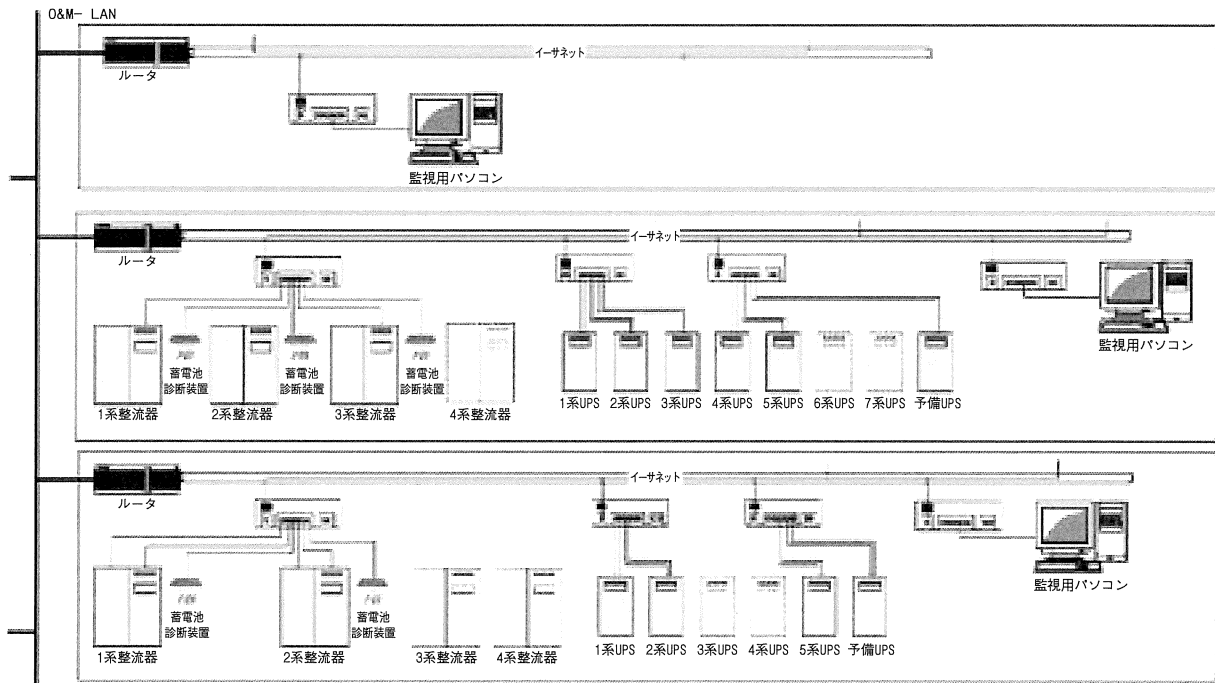 O&M- LAN
イーサネット
ルータ
監視用パソコン
イーサネット
ルータ
蓄電池
診断装置
蓄電池
診断装置
蓄電池
診断装置
監視用パソコン
1系整流器
2系整流器
3系整流器
4系整流器
1系UPS
2系UPS
3系UPS
4系UPS
5系UPS
6系UPS
7系UPS
予備UPS
イーサネット
ルータ
監視用パソコン
蓄電池
診断装置
蓄電池
診断装置
1系整流器
2系整流器
3系整流器
4系整流器
1系UPS
2系UPS
3系UPS
4系UPS
5系UPS
予備UPS